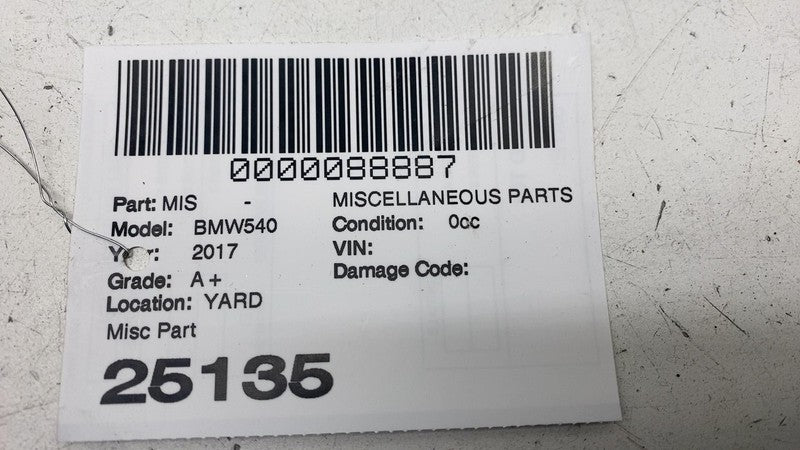 0000088887
Part: MIS - MISCELLANEOUS PARTS
Model: BMW540 Condition: 0cc
Year: 2017 VIN:
Grade: A+ Damage Code:
Location: YARD
Misc Part
25135